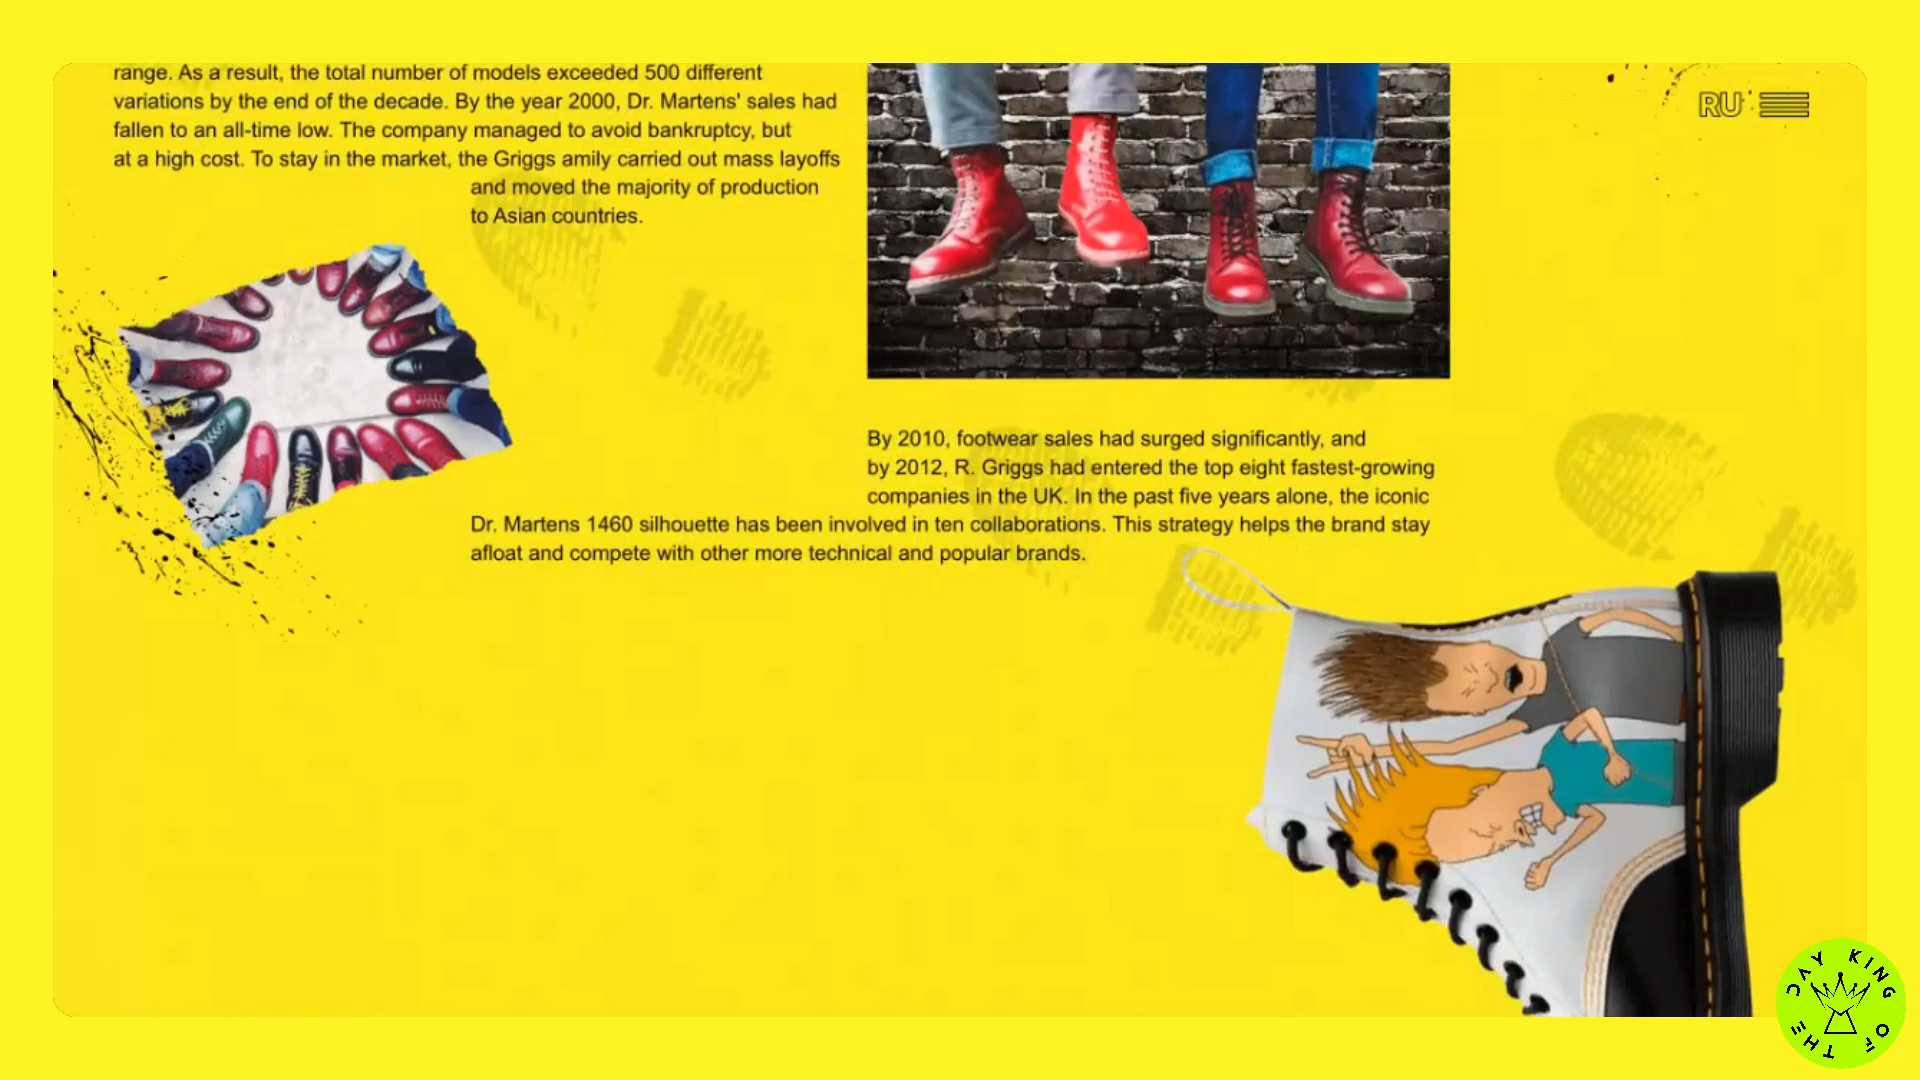 range. As a result, the total number of models exceeded 500 different
variations by the end of the decade. By the year 2000, Dr. Martens' sales had
fallen to an all-time low. The company managed to avoid bankruptcy, but
at a high cost. To stay in the market, the Griggs amily carried out mass layoffs
and moved the majority of production
to Asian countries.
RU
By 2010, footwear sales had surged significantly, and
by 2012, R. Griggs had entered the top eight fastest-growing
companies in the UK. In the past five years alone, the iconic
Dr. Martens 1460 silhouette has been involved in ten collaborations. This strategy helps the brand stay
afloat and compete with other more technical and popular brands.
KING OF THE DAY